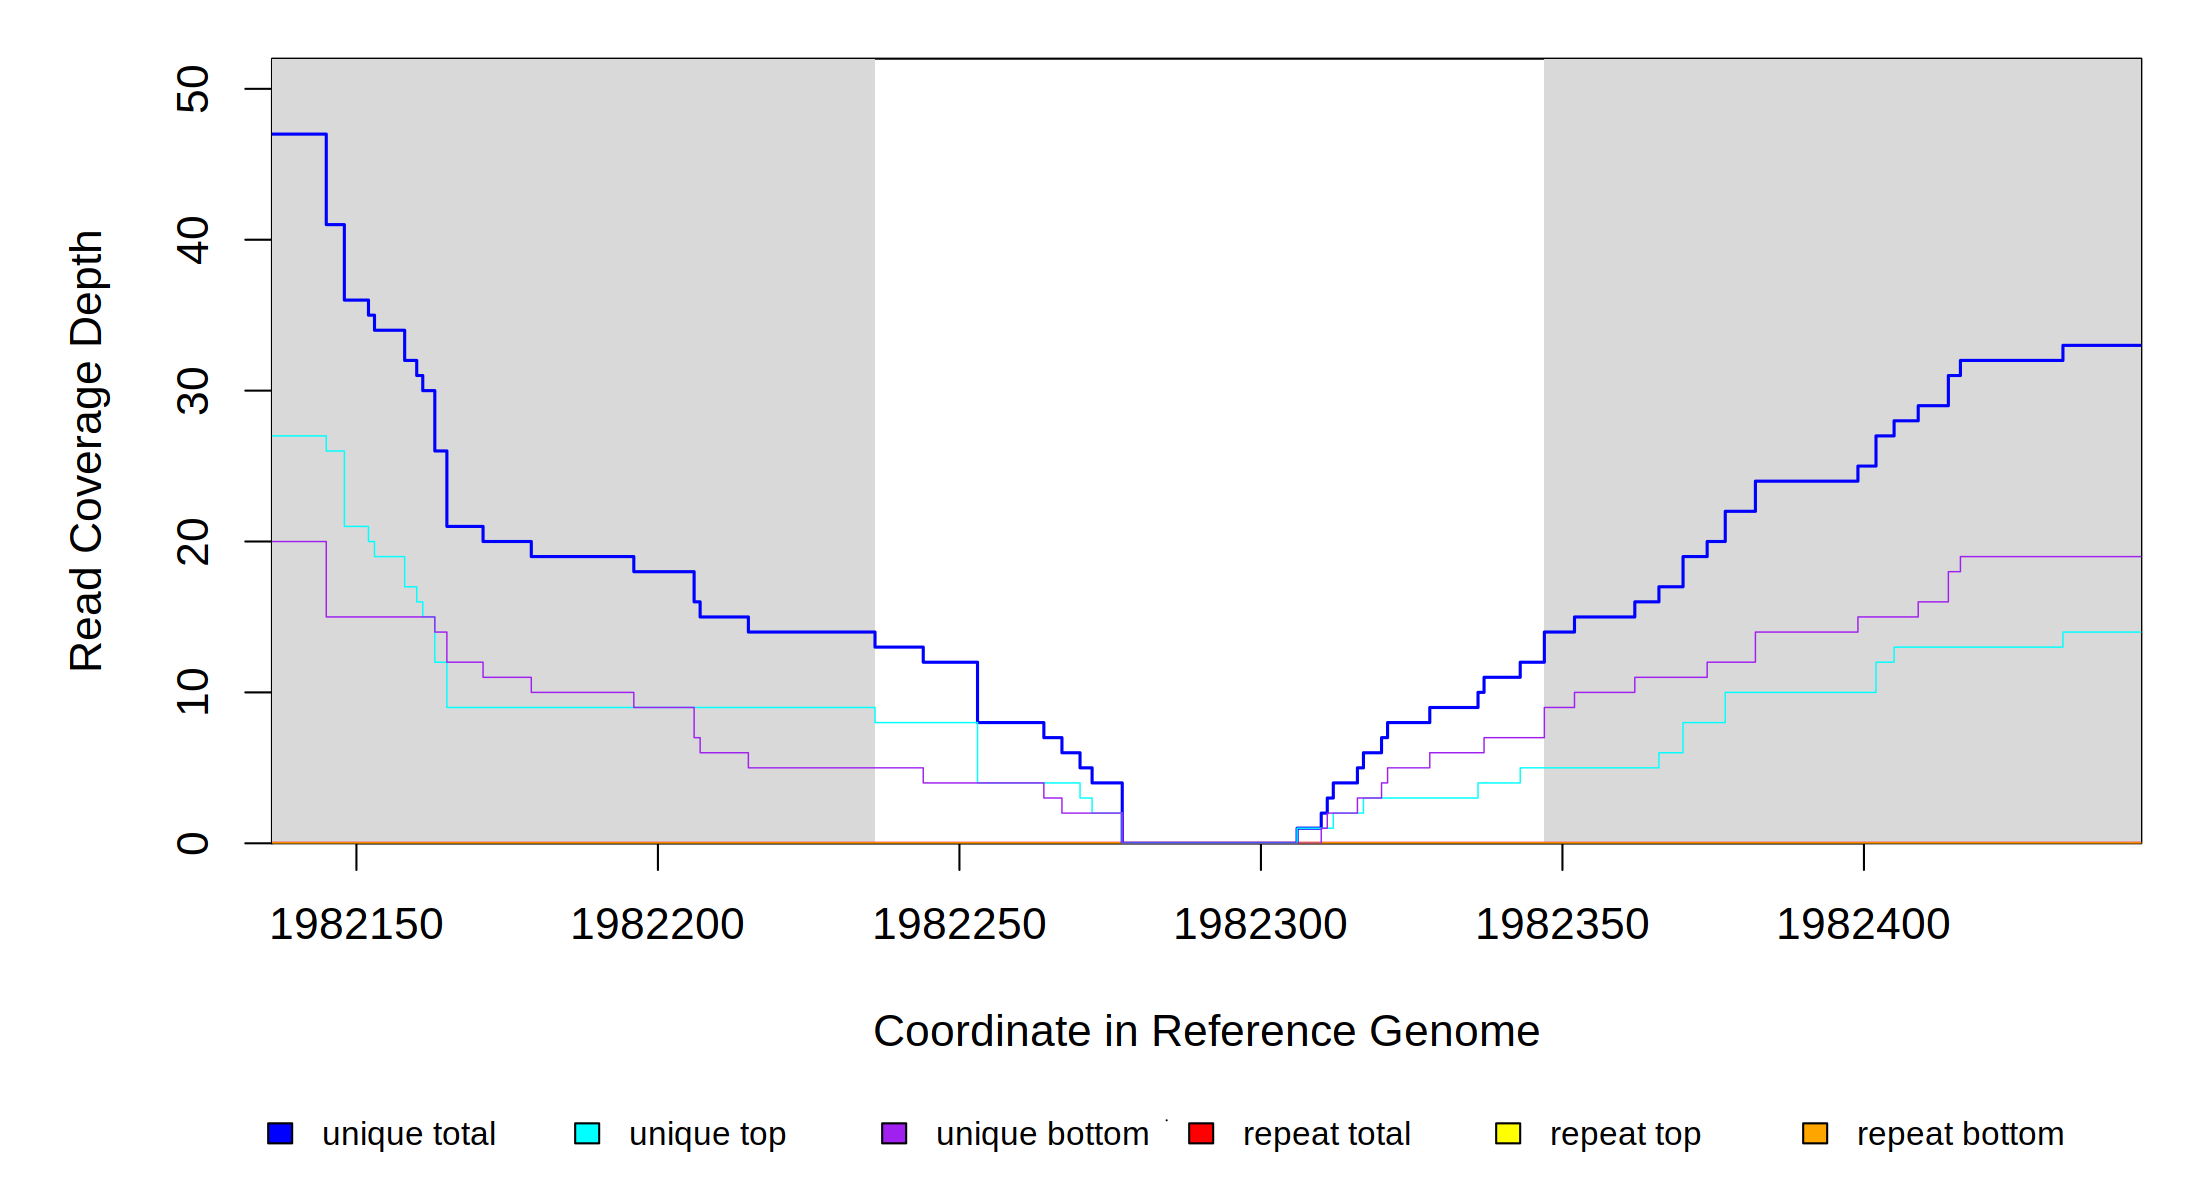 Read Coverage Depth
50
40
30
20
10
0
1982150 1982200 1982250 1982300 1982350 1982400
Coordinate in Reference Genome
unique total unique top unique bottom repeat total repeat top repeat bottom